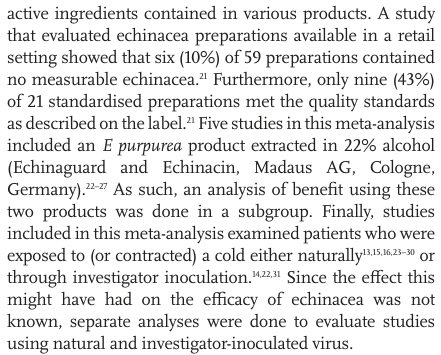 active ingredients contained in various products. A study
that evaluated echinacea preparations available in a retail
setting showed that six (10%) of 59 preparations contained
no measurable echinacea.²¹ Furthermore, only nine (43%)
of 21 standardised preparations met the quality standards
as described on the label.²¹ Five studies in this meta-analysis
included an E purpurea product extracted in 22% alcohol
(Echinaguard and Echinacin, Madaus AG, Cologne,
Germany).²²⁻²⁷ As such, an analysis of benefit using these
two products was done in a subgroup. Finally, studies
included in this meta-analysis examined patients who were
exposed to (or contracted) a cold either naturally¹³,¹⁵,¹⁶,²³⁻³⁰ or
through investigator inoculation.¹⁴,²²,³¹ Since the effect this
might have had on the efficacy of echinacea was not
known, separate analyses were done to evaluate studies
using natural and investigator-inoculated virus.